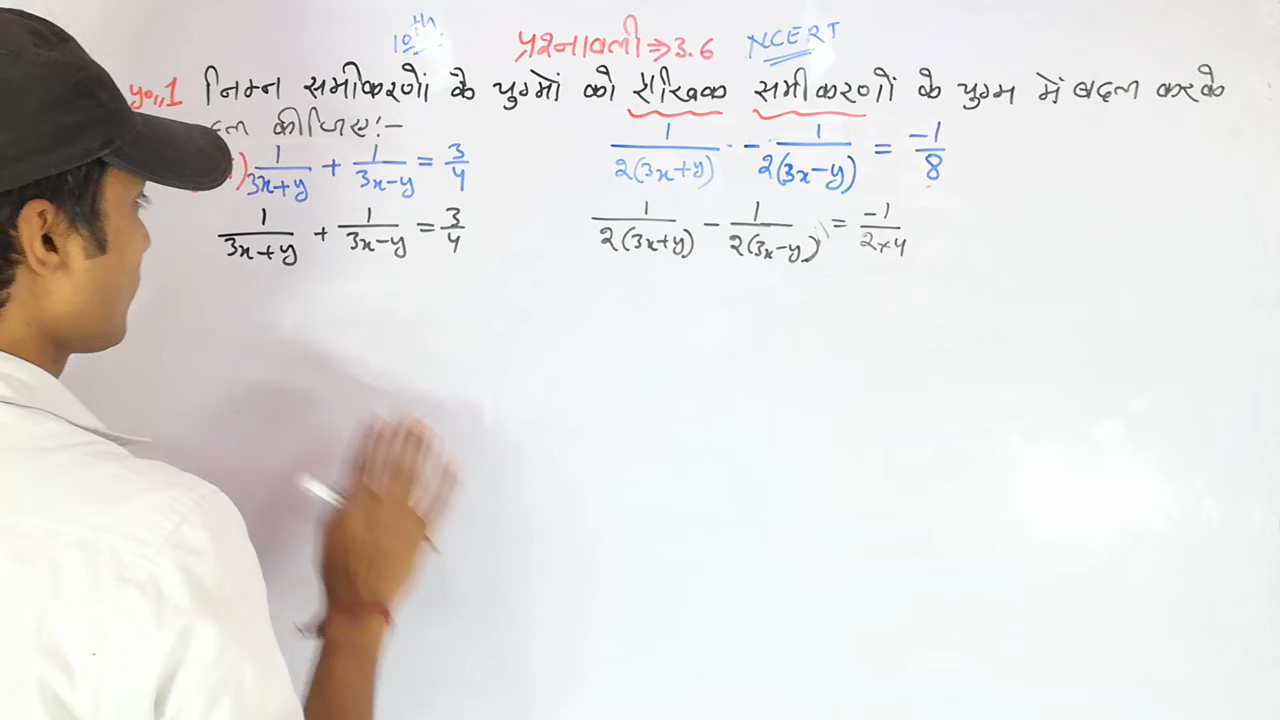 10th प्रश्नावली⇒3.6 NCERT
1 निम्न समीकरणों के युग्मों को रैखिक समीकरणों के युग्म में बदल करके
हल कीजिए:-
) 1/(3x+y) + 1/(3x-y) = 3/4 1/(2(3x+y)) - 1/(2(3x-y)) = -1/8
1/(3x+y) + 1/(3x-y) = 3/4 1/(2(3x+y)) - 1/(2(3x-y)) = -1/(2×4)